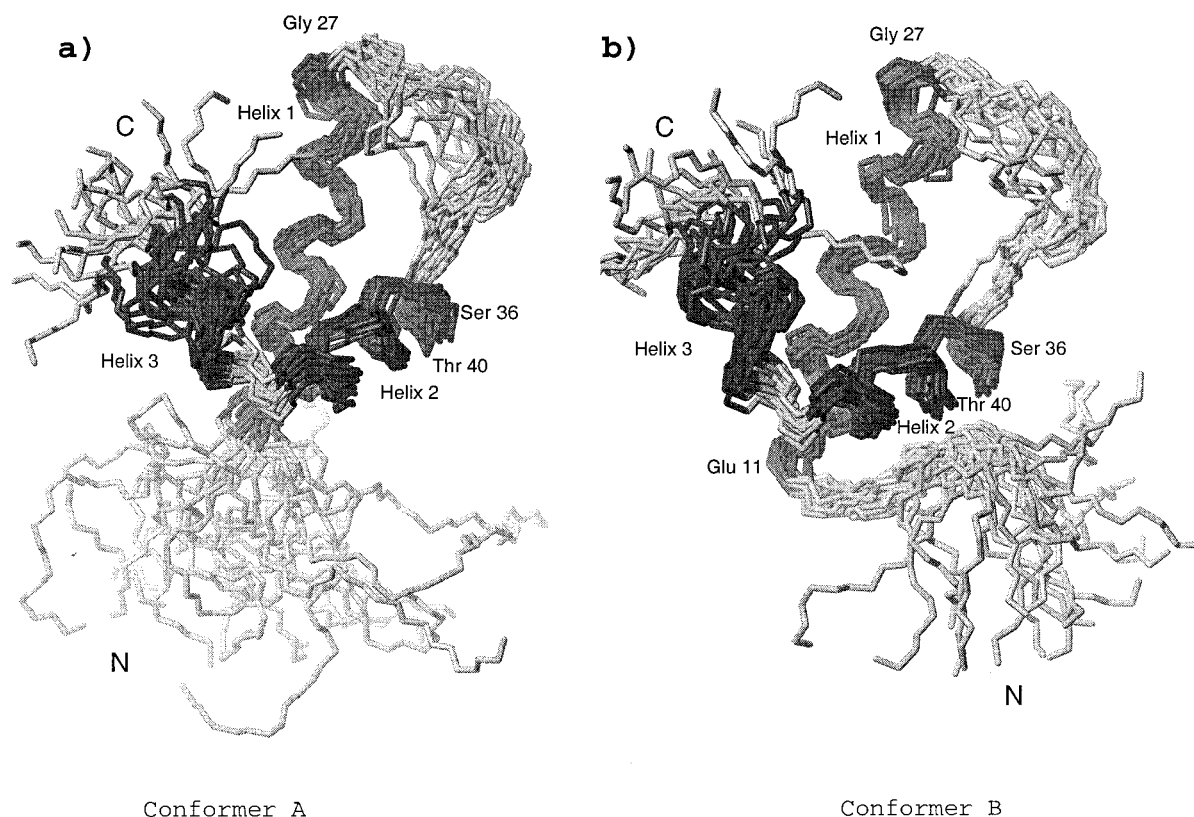 a)
Gly 27
Helix 1
C
Ser 36
Thr 40
Helix 3
Helix 2
N
Conformer A
b)
Gly 27
C
Helix 1
Helix 3
Ser 36
Thr 40
Helix 2
Glu 11
N
Conformer B